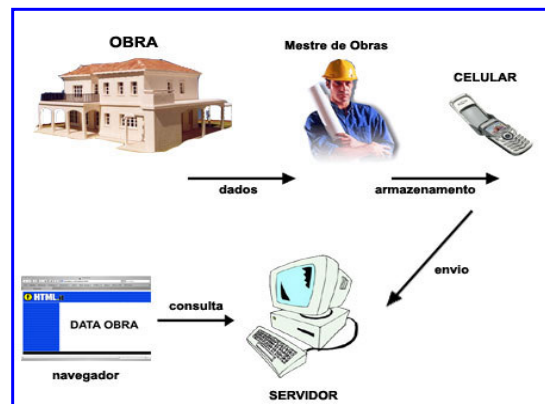 OBRA
Mestre de Obras
CELULAR
dados
armazenamento
envio
HTML
DATA OBRA
consulta
navegador
SERVIDOR